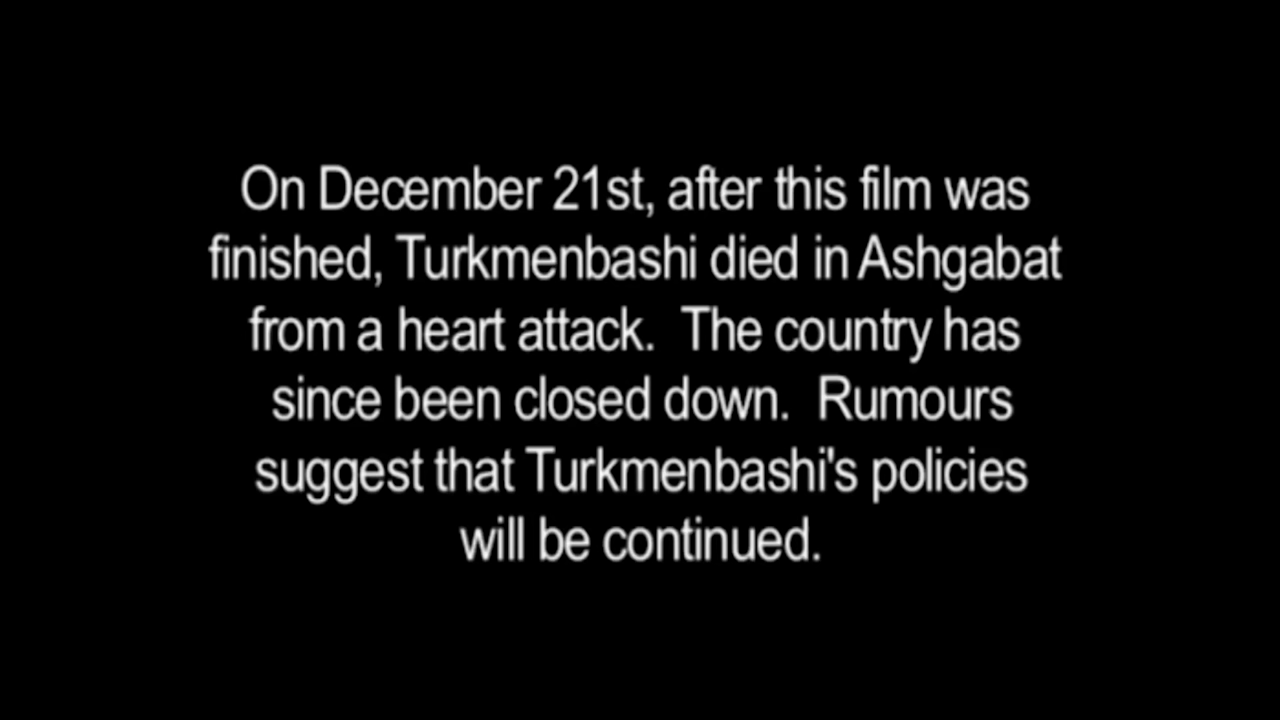 On December 21st, after this film was
finished, Turkmenbashi died in Ashgabat
from a heart attack.  The country has
since been closed down.  Rumours
suggest that Turkmenbashi's policies
will be continued.